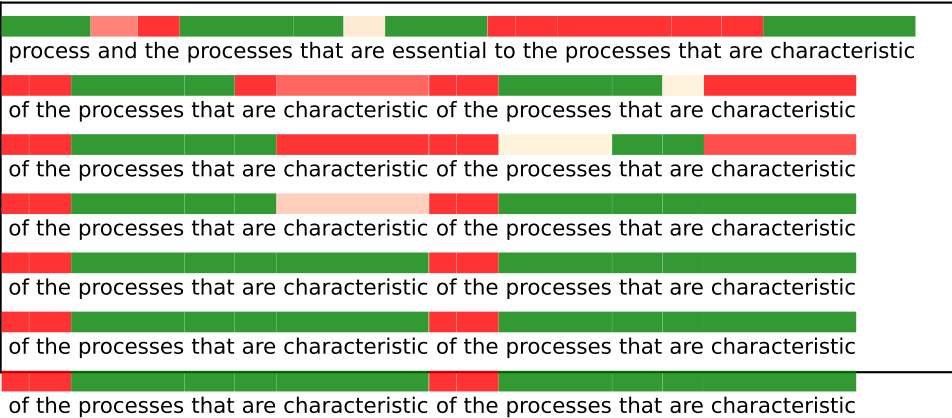 process and the processes that are essential to the processes that are characteristic
of the processes that are characteristic of the processes that are characteristic
of the processes that are characteristic of the processes that are characteristic
of the processes that are characteristic of the processes that are characteristic
of the processes that are characteristic of the processes that are characteristic
of the processes that are characteristic of the processes that are characteristic
of the processes that are characteristic of the processes that are characteristic